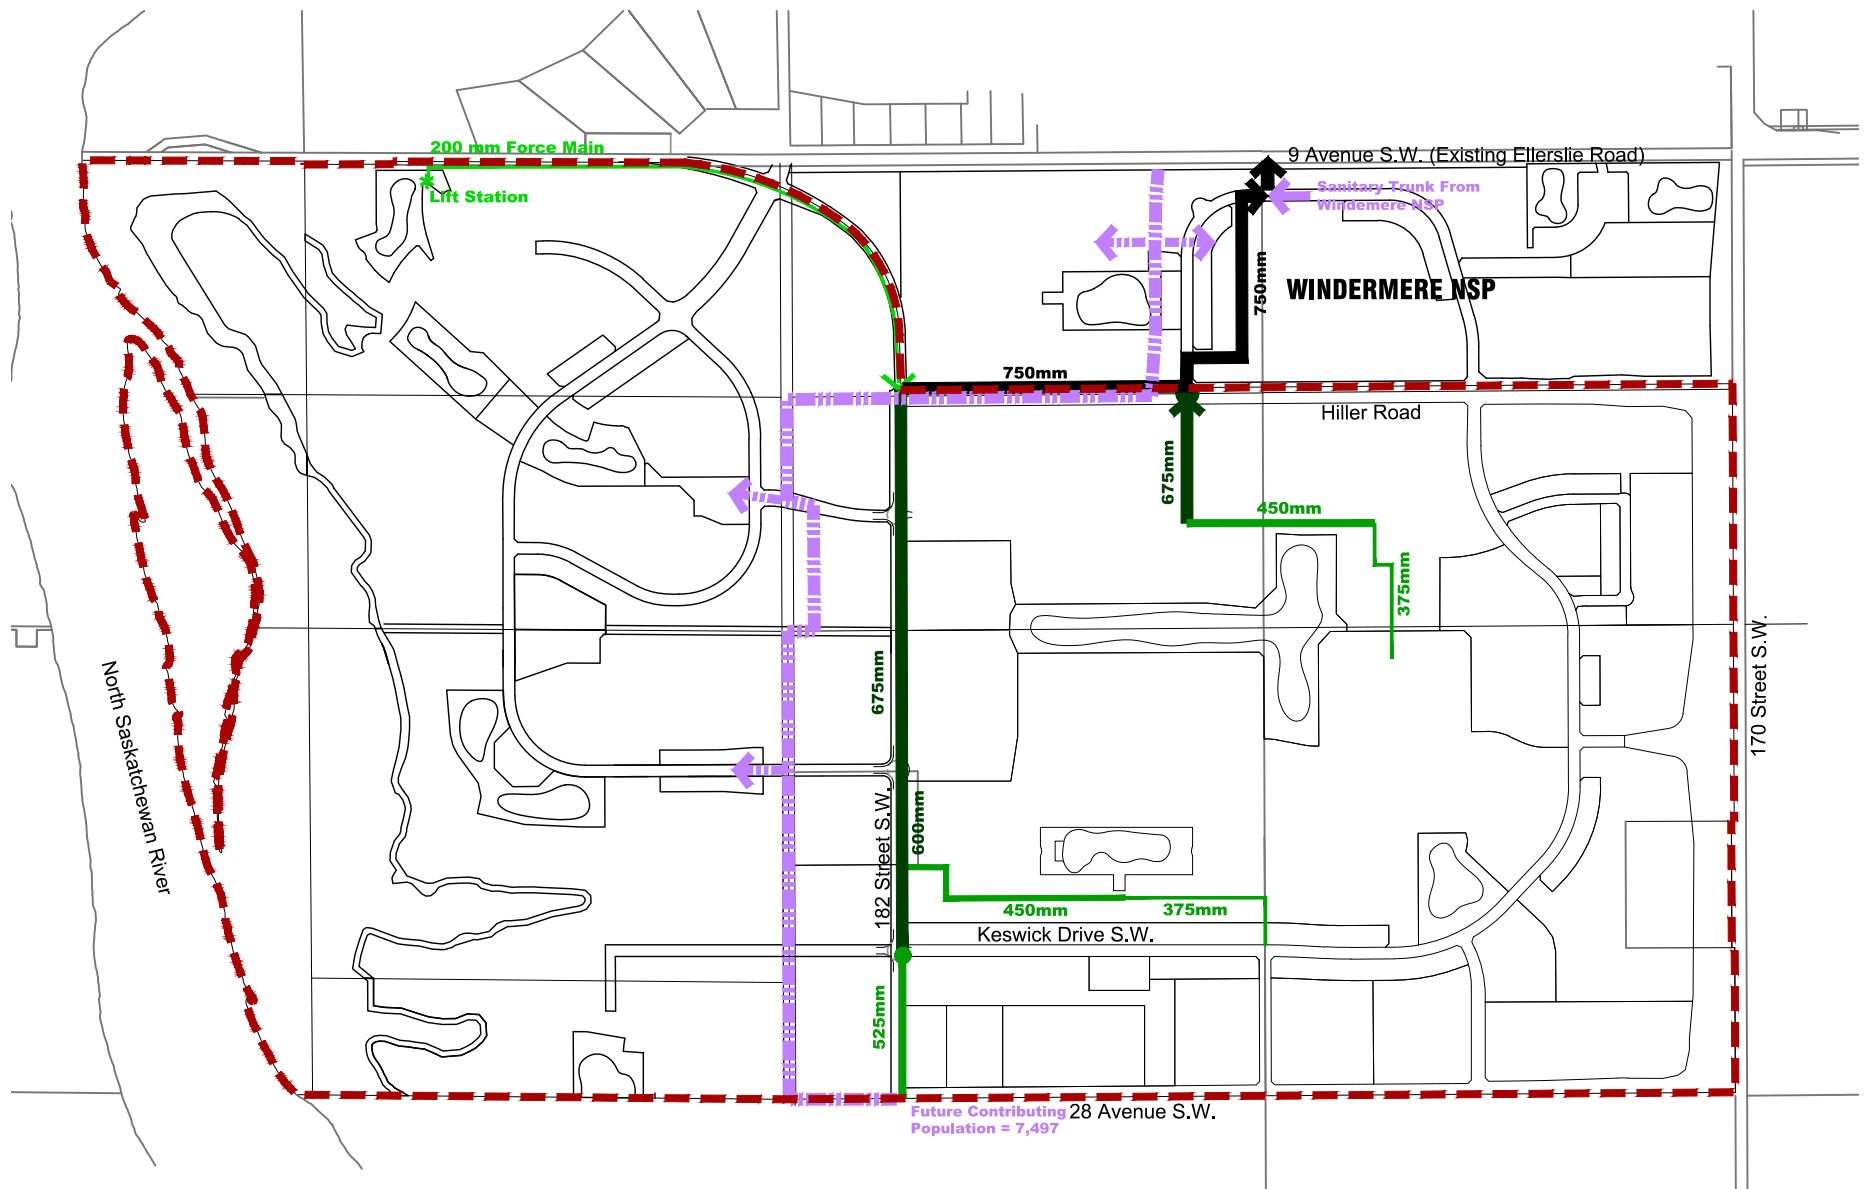 200 mm Force Main
9 Avenue S.W. (Existing Ellerslie Road)
Lift Station
Sanitary Trunk From
Windemere NSP
750mm
WINDERMERE NSP
750mm
Hiller Road
675mm
450mm
375mm
675mm
170 Street S.W.
North Saskatchewan River
182 Street S.W.
600mm
450mm
375mm
Keswick Drive S.W.
525mm
Future Contributing
Population = 7,497
28 Avenue S.W.